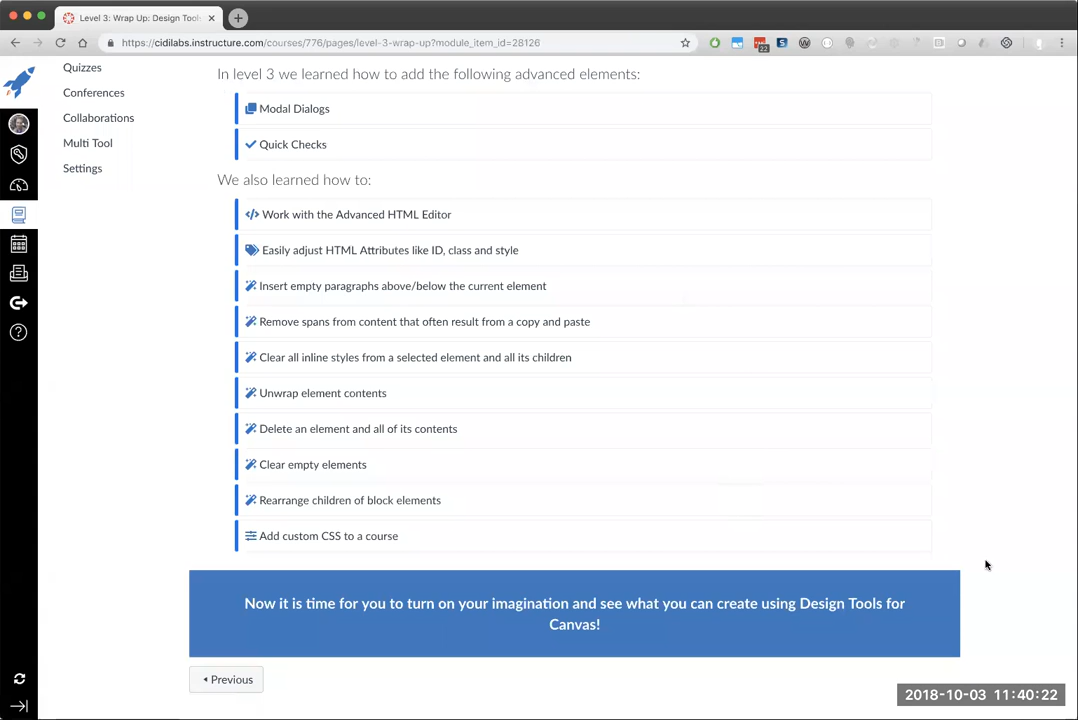 Level 3: Wrap Up: Design Tools
https://cidilabs.instructure.com/courses/776/pages/level-3-wrap-up?module_item_id=28126
22
Quizzes
Conferences
Collaborations
Multi Tool
Settings
In level 3 we learned how to add the following advanced elements:
Modal Dialogs
Quick Checks
We also learned how to:
Work with the Advanced HTML Editor
Easily adjust HTML Attributes like ID, class and style
Insert empty paragraphs above/below the current element
Remove spans from content that often result from a copy and paste
Clear all inline styles from a selected element and all its children
Unwrap element contents
Delete an element and all of its contents
Clear empty elements
Rearrange children of block elements
Add custom CSS to a course
Now it is time for you to turn on your imagination and see what you can create using Design Tools for
Canvas!
Previous
2018-10-03 11:40:22